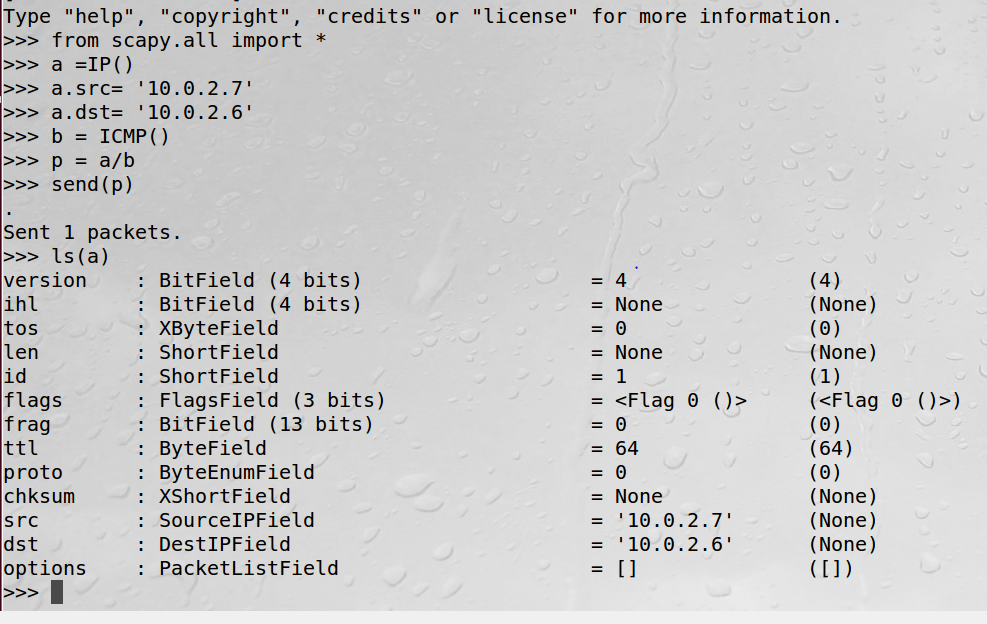 Type "help", "copyright", "credits" or "license" for more information.
>>> from scapy.all import *
>>> a =IP()
>>> a.src= '10.0.2.7'
>>> a.dst= '10.0.2.6'
>>> b = ICMP()
>>> p = a/b
>>> send(p)
.
Sent 1 packets.
>>> ls(a)
version    : BitField (4 bits)                   = 4               (4)
ihl        : BitField (4 bits)                   = None            (None)
tos        : XByteField                          = 0               (0)
len        : ShortField                          = None            (None)
id         : ShortField                          = 1               (1)
flags      : FlagsField (3 bits)                 = <Flag 0 ()>     (<Flag 0 ()>)
frag       : BitField (13 bits)                  = 0               (0)
ttl        : ByteField                           = 64              (64)
proto      : ByteEnumField                       = 0               (0)
chksum     : XShortField                         = None            (None)
src        : SourceIPField                       = '10.0.2.7'      (None)
dst        : DestIPField                         = '10.0.2.6'      (None)
options    : PacketListField                     = []              ([])
>>>